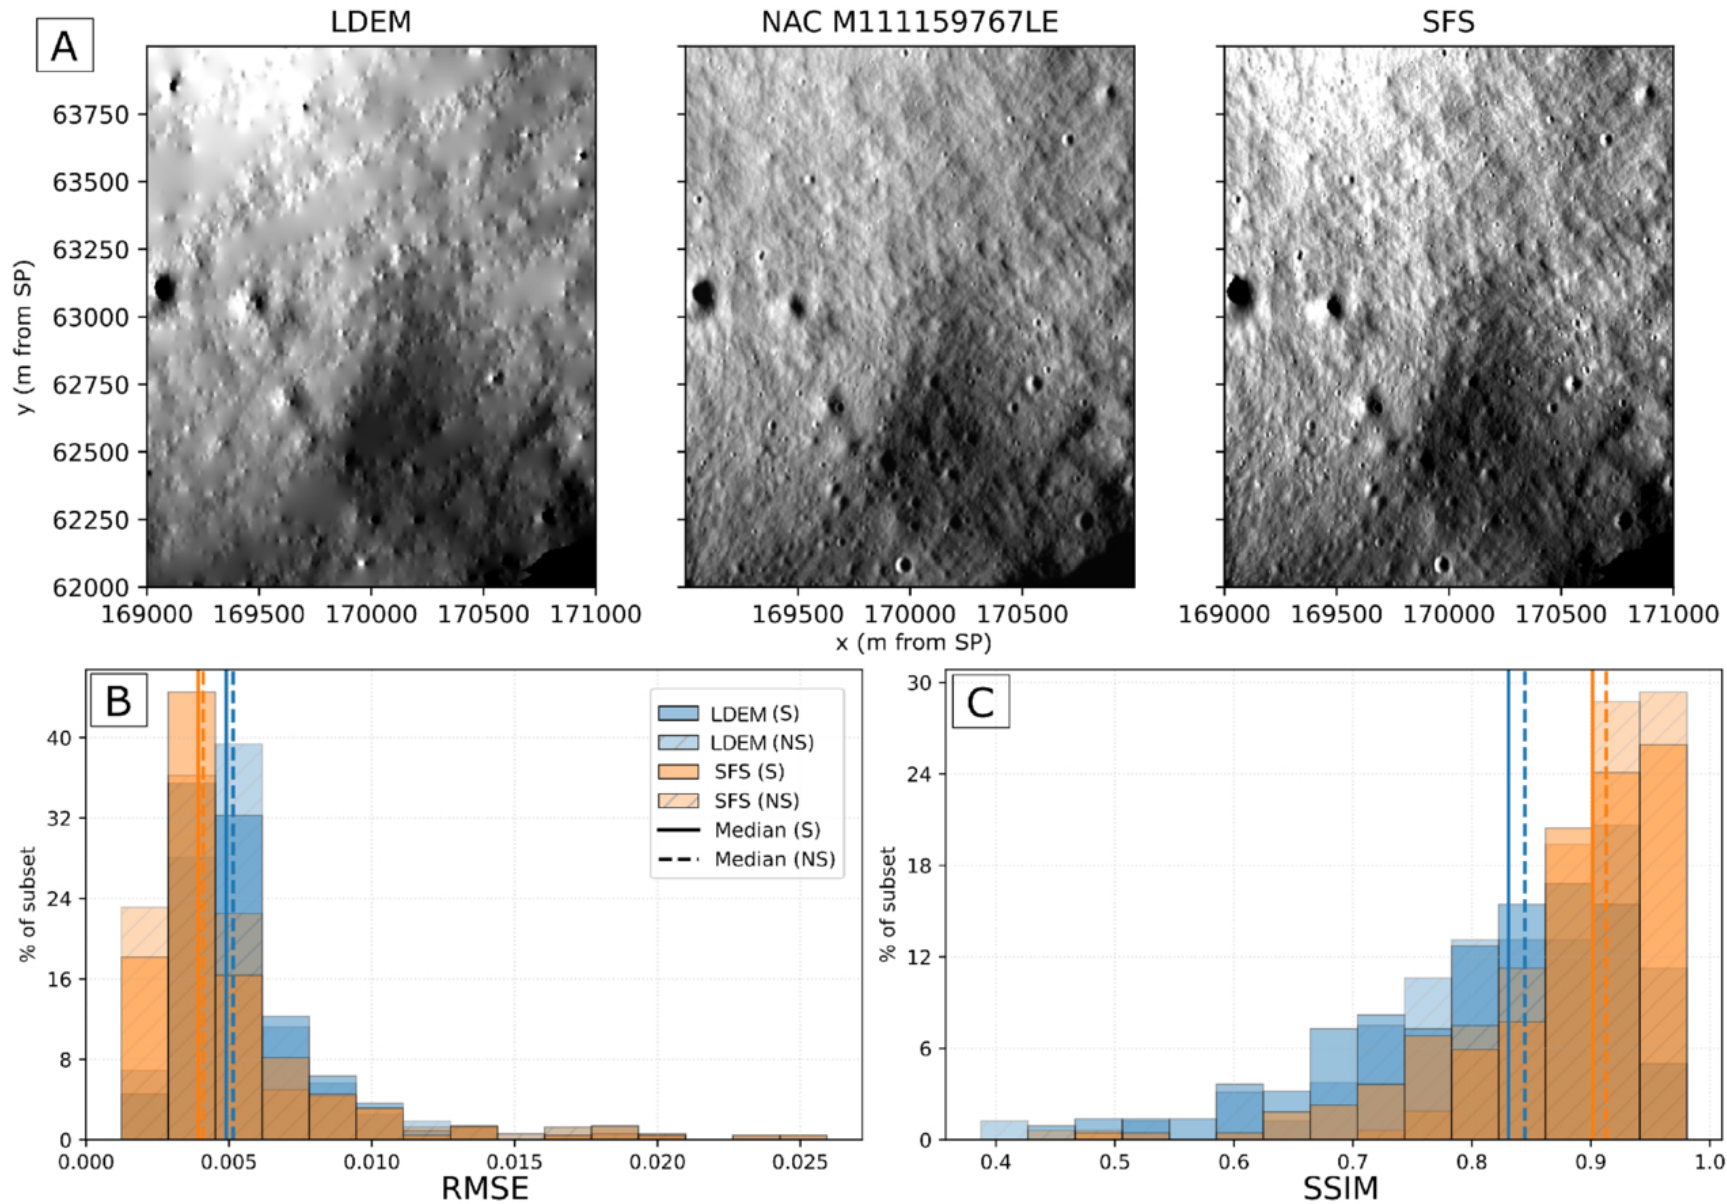 A
LDEM
NAC M111159767LE
SFS
y (m from SP)
63750
63500
63250
63000
62750
62500
62250
62000
169000 169500 170000 170500 171000
169500 170000 170500
169000 169500 170000 170500 171000
x (m from SP)
B
% of subset
40
32
24
16
8
0
0.000 0.005 0.010 0.015 0.020 0.025
RMSE
LDEM (S)
LDEM (NS)
SFS (S)
SFS (NS)
Median (S)
Median (NS)
C
% of subset
30
24
18
12
6
0
0.4 0.5 0.6 0.7 0.8 0.9 1.0
SSIM